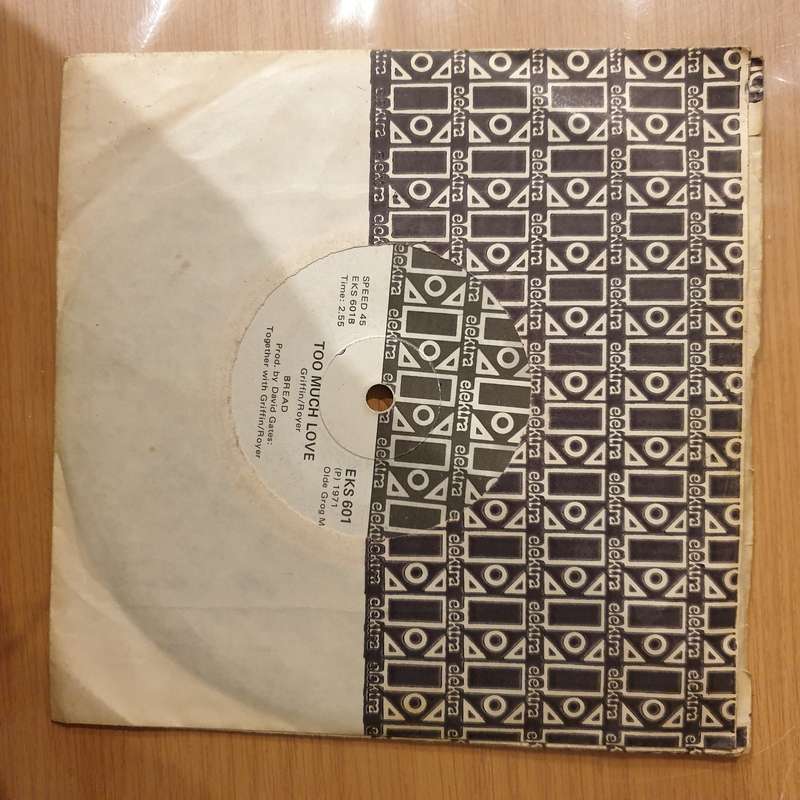 elektra
SPEED 45
EKS 601B
Time: 2.55
EKS 601
(P) 1971
Olde Grog M
TOO MUCH LOVE
Griffin/Royer
BREAD
Prod. by David Gates:
Together with Griffin/Royer